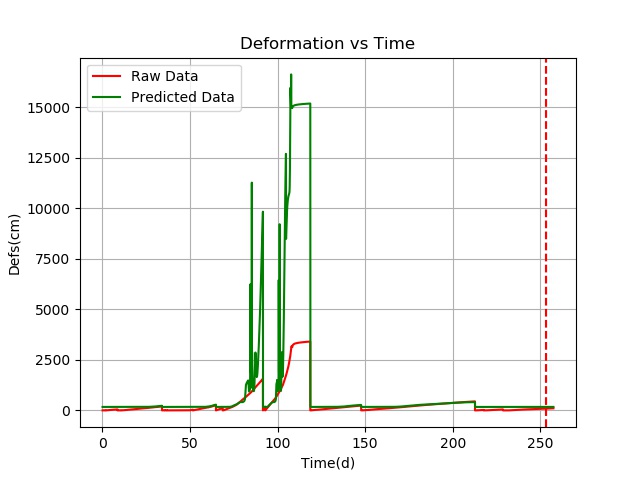 Deformation vs Time
Raw Data
Predicted Data
15000
12500
10000
7500
5000
2500
0
Defs(cm)
0 50 100 150 200 250
Time(d)